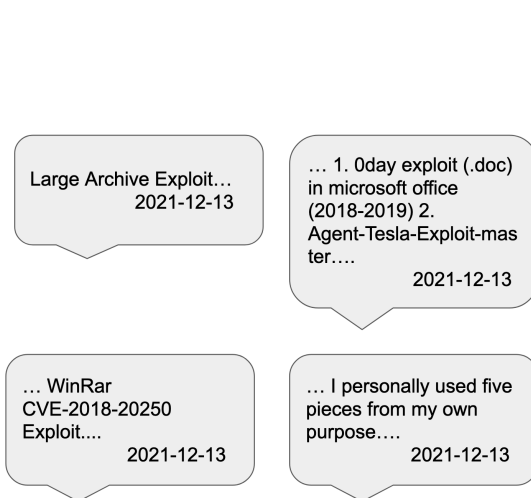 Large Archive Exploit…
2021-12-13
… 1. 0day exploit (.doc)
in microsoft office
(2018-2019) 2.
Agent-Tesla-Exploit-mas
ter….
2021-12-13
… WinRar
CVE-2018-20250
Exploit....
2021-12-13
… I personally used five
pieces from my own
purpose….
2021-12-13